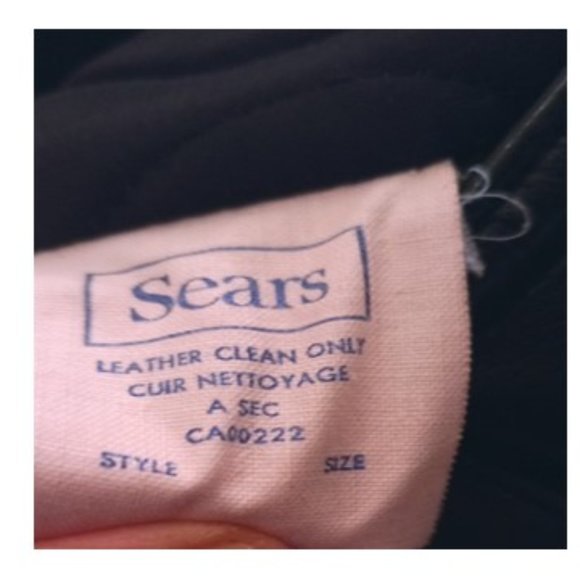 Sears
LEATHER CLEAN ONLY
CUIR NETTOYAGE
A SEC
CA00222
STYLE SIZE